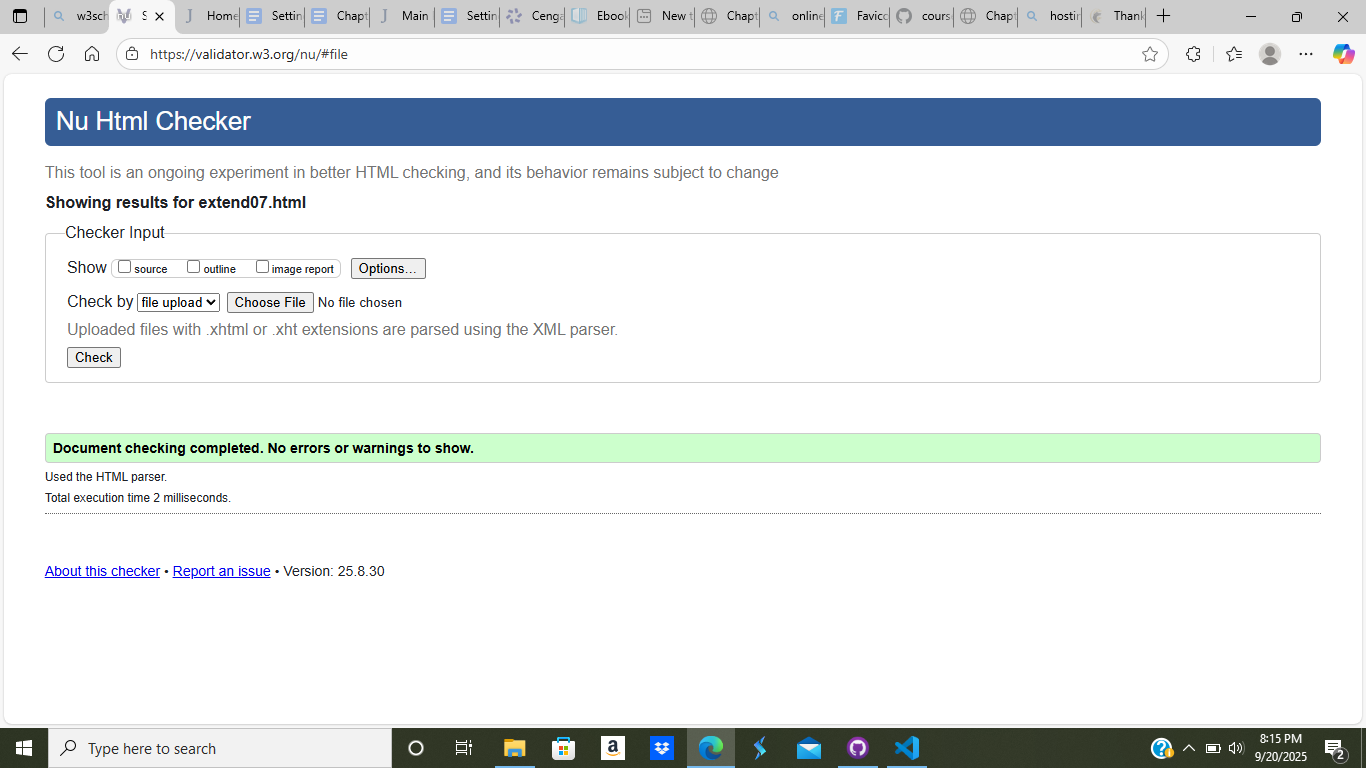 w3sch
S
Home
Settin
Chapt
Main
Settin
Cenga
Ebook
New t
Chapt
online
Favicc
cours
Chapt
hostin
Thank
https://validator.w3.org/nu/#file
Nu Html Checker
This tool is an ongoing experiment in better HTML checking, and its behavior remains subject to change
Showing results for extend07.html
Checker Input
Show source outline image report Options...
Check by file upload Choose File No file chosen
Uploaded files with .xhtml or .xht extensions are parsed using the XML parser.
Check
Document checking completed. No errors or warnings to show.
Used the HTML parser.
Total execution time 2 milliseconds.
About this checker • Report an issue • Version: 25.8.30
Type here to search
8:15 PM
9/20/2025
2